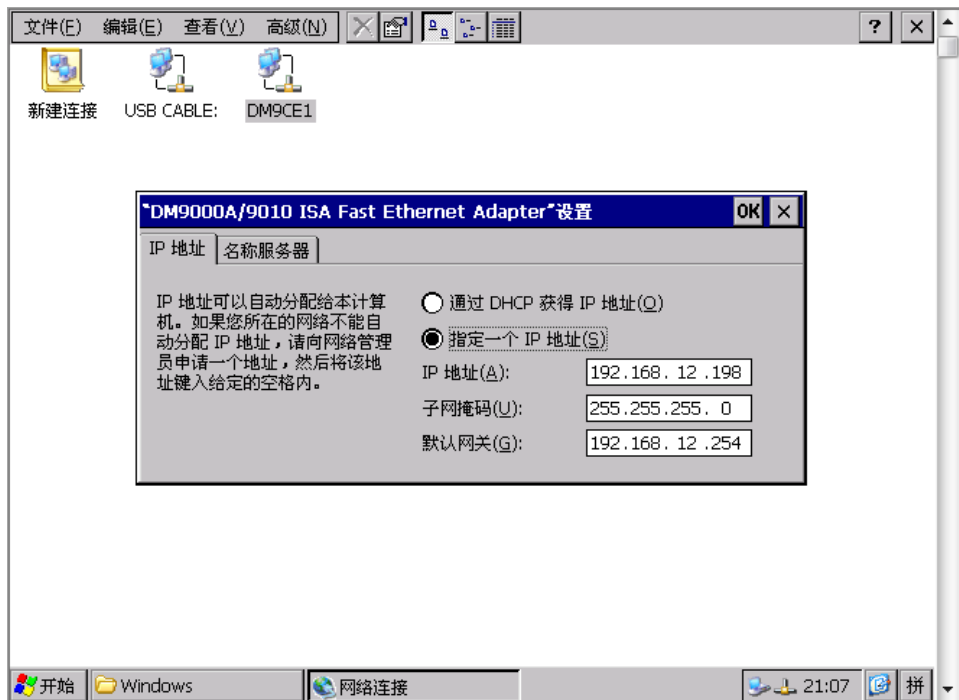 文件(F) 编辑(E) 查看(V) 高级(N) ? ×
新建连接 USB CABLE: DM9CE1
"DM9000A/9010 ISA Fast Ethernet Adapter"设置 OK ×
IP 地址 名称服务器
IP 地址可以自动分配给本计算
机。如果您所在的网络不能自
动分配 IP 地址，请向网络管理
员申请一个地址，然后将该地
址键入给定的空格内。
通过 DHCP 获得 IP 地址(O)
指定一个 IP 地址(S)
IP 地址(A): 192.168. 12 .198
子网掩码(U): 255.255.255. 0
默认网关(G): 192.168. 12 .254
开始 Windows 网络连接 21:07 拼